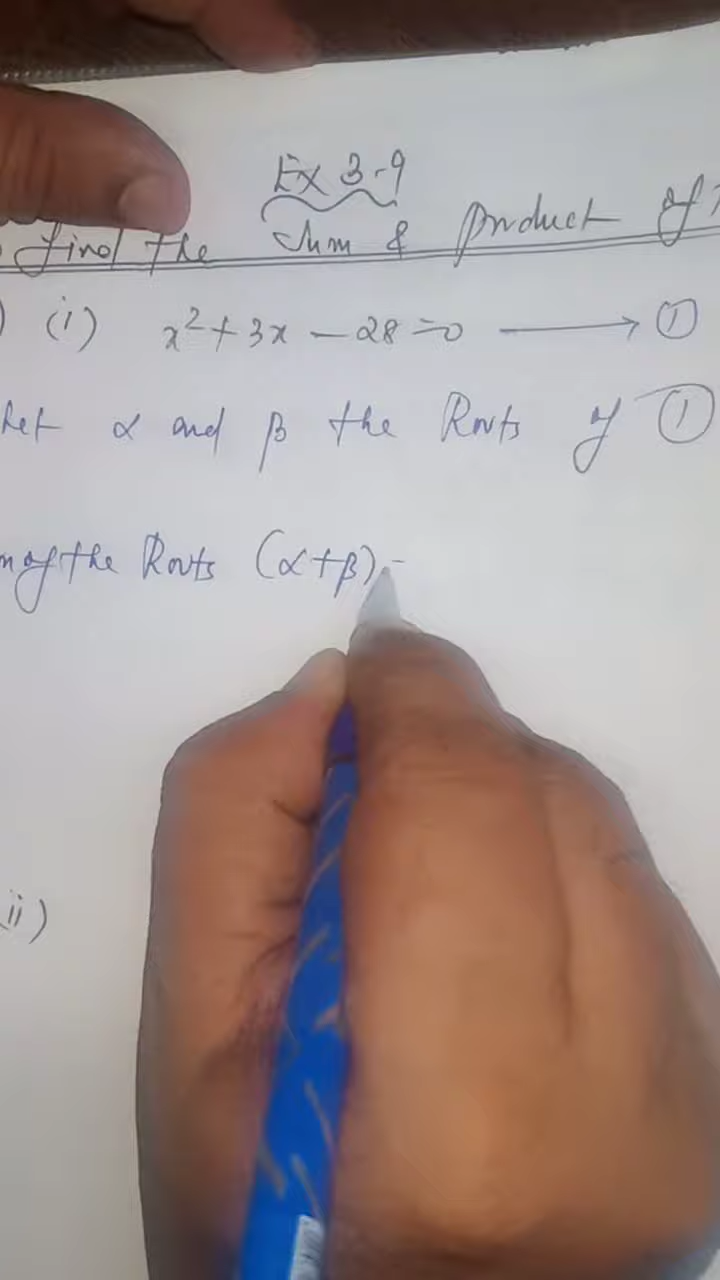 Ex 3.9
find the Sum & product of
(i) x²+3x-28=0 → ①
Let α and β the Roots of ①
of the Roots (α+β) -
ii)